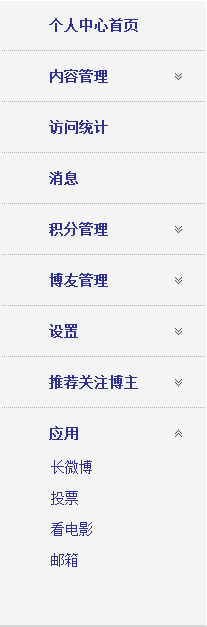 个人中心首页
内容管理
访问统计
消息
积分管理
博友管理
设置
推荐关注博主
应用
长微博
投票
看电影
邮箱